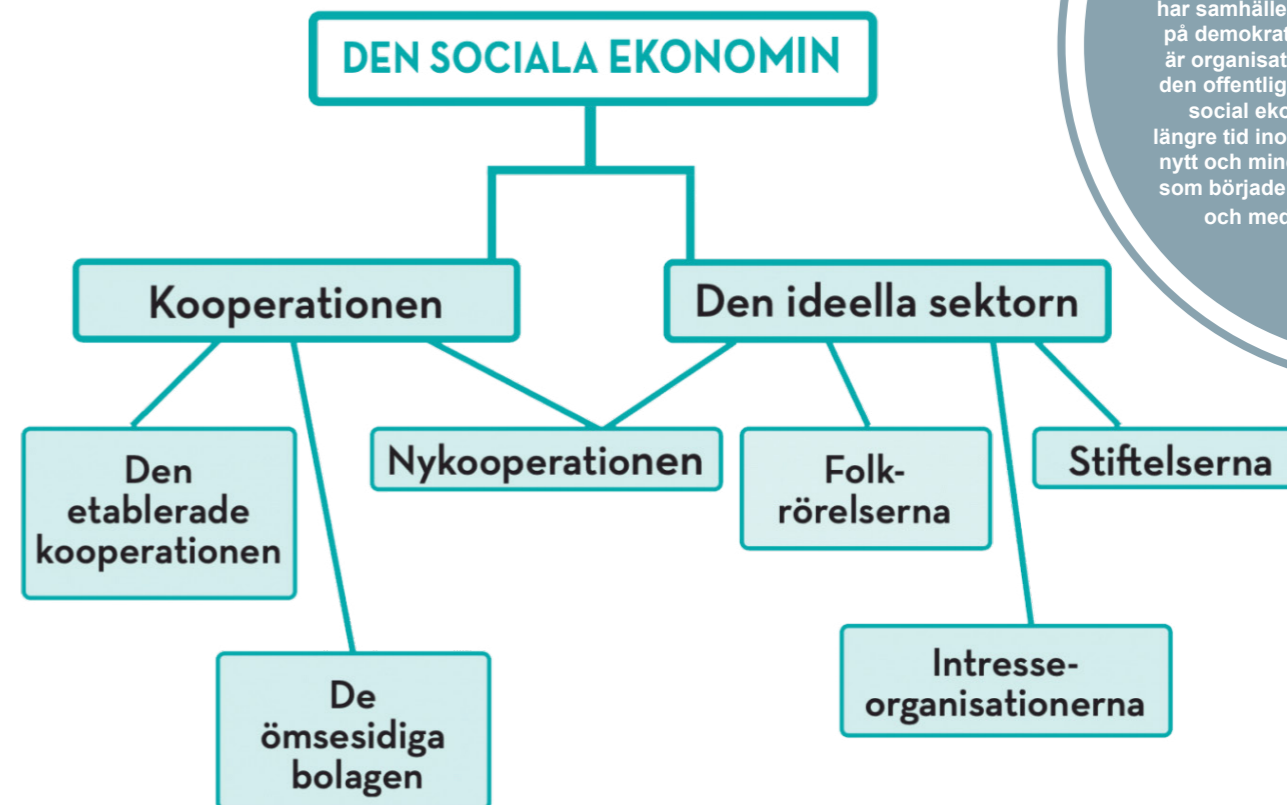 har samhälle
på demokrat
är organisat
den offentlig
social eko
längre tid ino
nytt och min
som började
och med
DEN SOCIALA EKONOMIN
Kooperationen
Den ideella sektorn
Den
etablerade
kooperationen
Nykooperationen
Folk-
rörelserna
Stiftelserna
De
ömsesidiga
bolagen
Intresse-
organisationerna